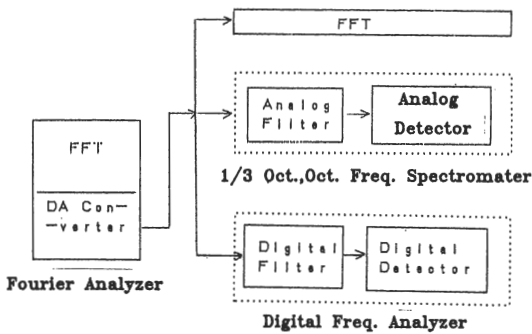 FFT
Analog
Filter
Analog
Detector
1/3 Oct.,Oct. Freq. Spectromater
FFT
DA Con-
-verter
Fourier Analyzer
Digital
Filter
Digital
Detector
Digital Freq. Analyzer